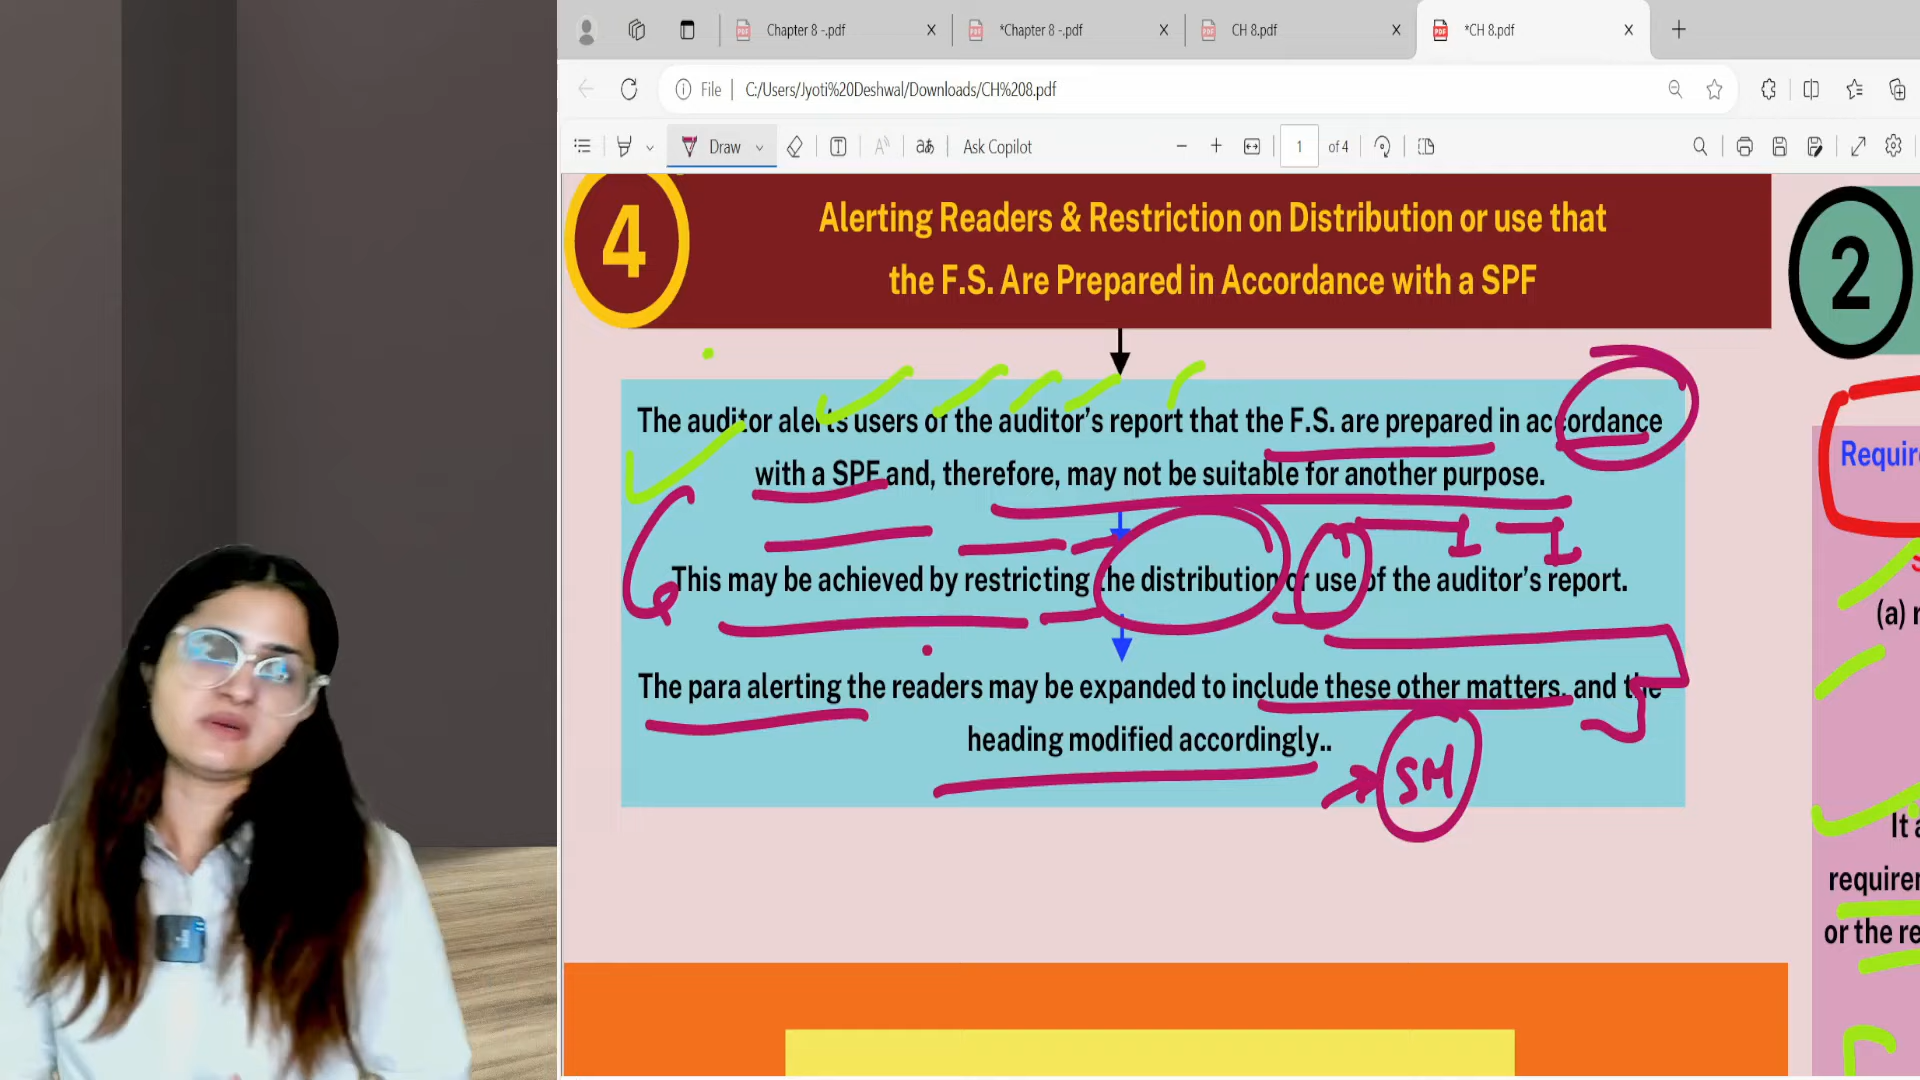 Chapter 8 -.pdf
*Chapter 8 -.pdf
CH 8.pdf
*CH 8.pdf
File
C:/Users/Jyoti%20Deshwal/Downloads/CH%208.pdf
Draw
Ask Copilot
1 of 4
4
Alerting Readers & Restriction on Distribution or use that
the F.S. Are Prepared in Accordance with a SPF
The auditor alerts users of the auditor's report that the F.S. are prepared in accordance
with a SPF and, therefore, may not be suitable for another purpose.
This may be achieved by restricting the distribution or use of the auditor's report.
The para alerting the readers may be expanded to include these other matters, and the
heading modified accordingly..
SM
2
Require
(a) r
It a
requiren
or the re